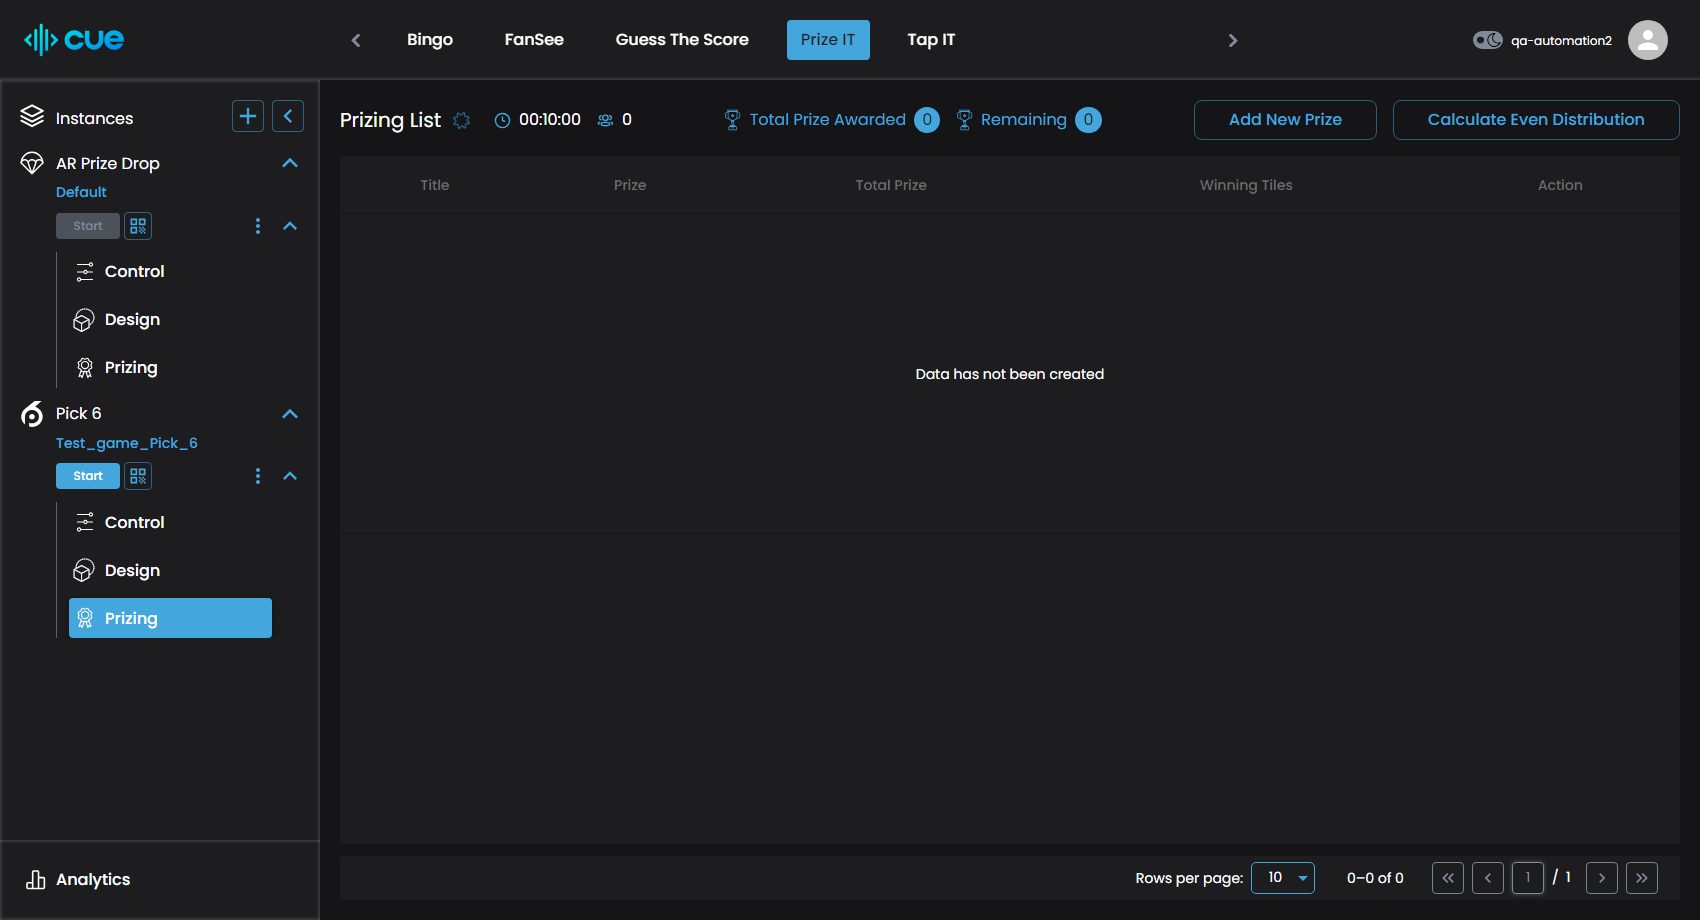 cue
Bingo FanSee Guess The Score Prize IT Tap IT
qa-automation2
Instances
AR Prize Drop
Default
Start
Control
Design
Prizing
Pick 6
Test_game_Pick_6
Start
Control
Design
Prizing
Analytics
Prizing List 00:10:00 0 Total Prize Awarded 0 Remaining 0 Add New Prize Calculate Even Distribution
Title Prize Total Prize Winning Tiles Action
Data has not been created
Rows per page: 10 0–0 of 0 1 / 1